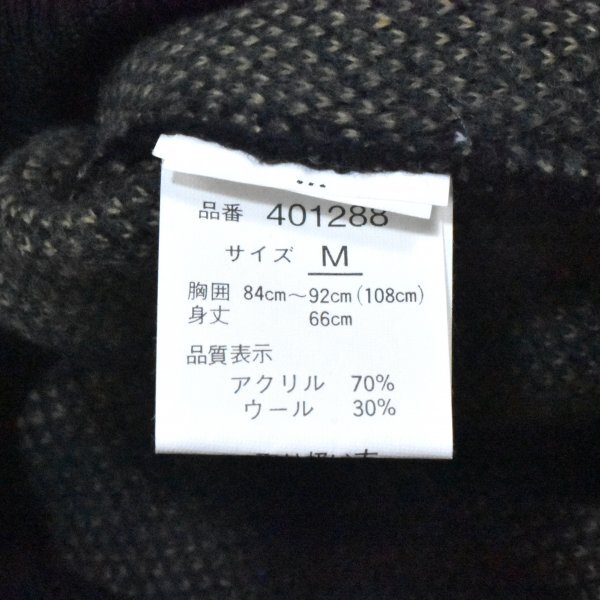 品番 401288
サイズ M
胸囲 84cm～92cm(108cm)
身丈 66cm
品質表示
アクリル 70%
ウール 30%